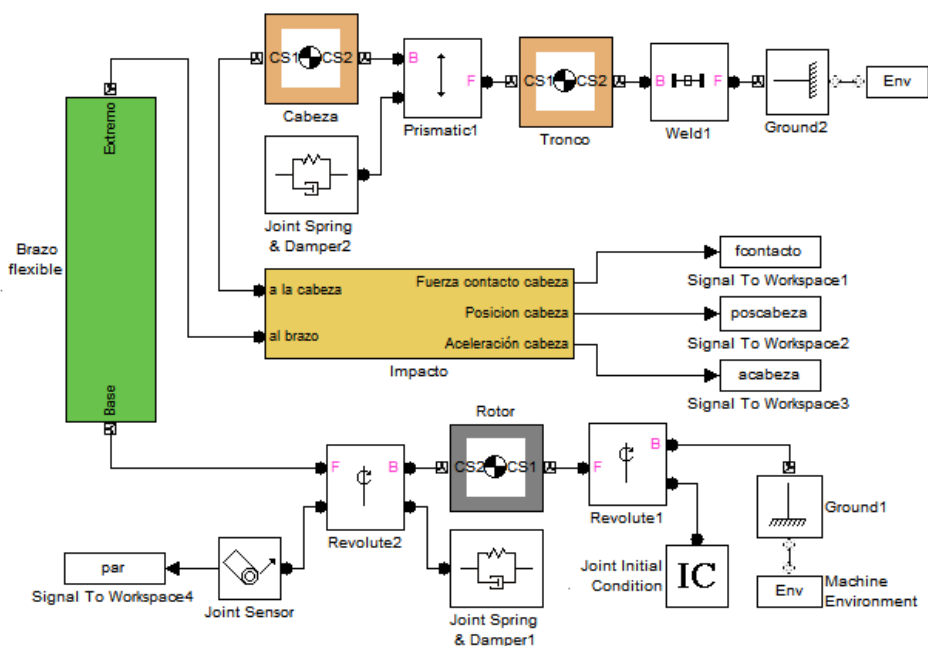 CS1 CS2
Cabeza
B
F
Prismatic1
CS1 CS2
Tronco
B F
Weld1
Ground2
Env
Joint Spring
& Damper2
Extremo
Brazo
flexible
Base
a la cabeza
al brazo
Fuerza contacto cabeza
Posicion cabeza
Aceleración cabeza
Impacto
fcontacto
Signal To Workspace1
poscabeza
Signal To Workspace2
acabeza
Signal To Workspace3
Rotor
CS2 CS1
F B
Revolute2
F
B
Revolute1
Ground1
par
Signal To Workspace4
Joint Sensor
Joint Spring
& Damper1
Joint Initial
Condition
IC
Env
Machine
Environment